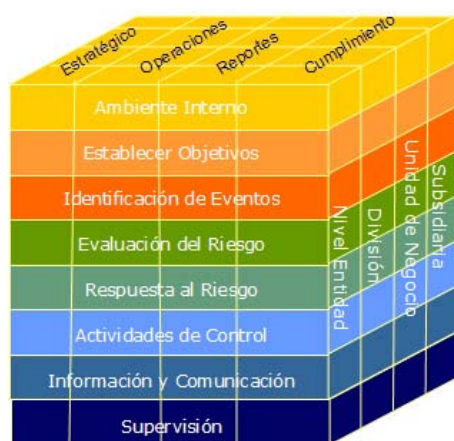 Estratégico
Operaciones
Reportes
Cumplimiento
Ambiente Interno
Establecer Objetivos
Identificación de Eventos
Evaluación del Riesgo
Respuesta al Riesgo
Actividades de Control
Información y Comunicación
Supervisión
Nivel Entidad
División
Unidad de Negocio
Subsidiaria